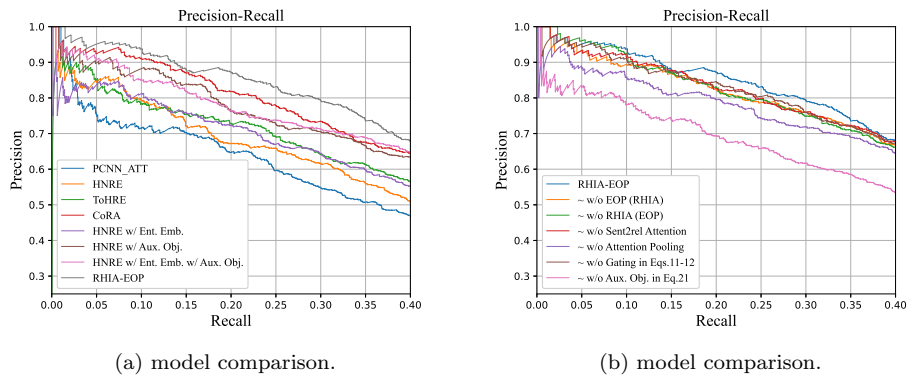 Precision-Recall
1.0
0.9
0.8
0.7
0.6
0.5
0.4
0.3
Precision
PCNN_ATT
HNRE
ToHRE
CoRA
HNRE w/ Ent. Emb.
HNRE w/ Aux. Obj.
HNRE w/ Ent. Emb. w/ Aux. Obj.
RHIA-EOP
0.00 0.05 0.10 0.15 0.20 0.25 0.30 0.35 0.40
Recall
(a) model comparison.
Precision-Recall
1.0
0.9
0.8
0.7
0.6
0.5
0.4
0.3
Precision
RHIA-EOP
~ w/o EOP (RHIA)
~ w/o RHIA (EOP)
~ w/o Sent2rel Attention
~ w/o Attention Pooling
~ w/o Gating in Eqs.11-12
~ w/o Aux. Obj. in Eq.21
0.00 0.05 0.10 0.15 0.20 0.25 0.30 0.35 0.40
Recall
(b) model comparison.